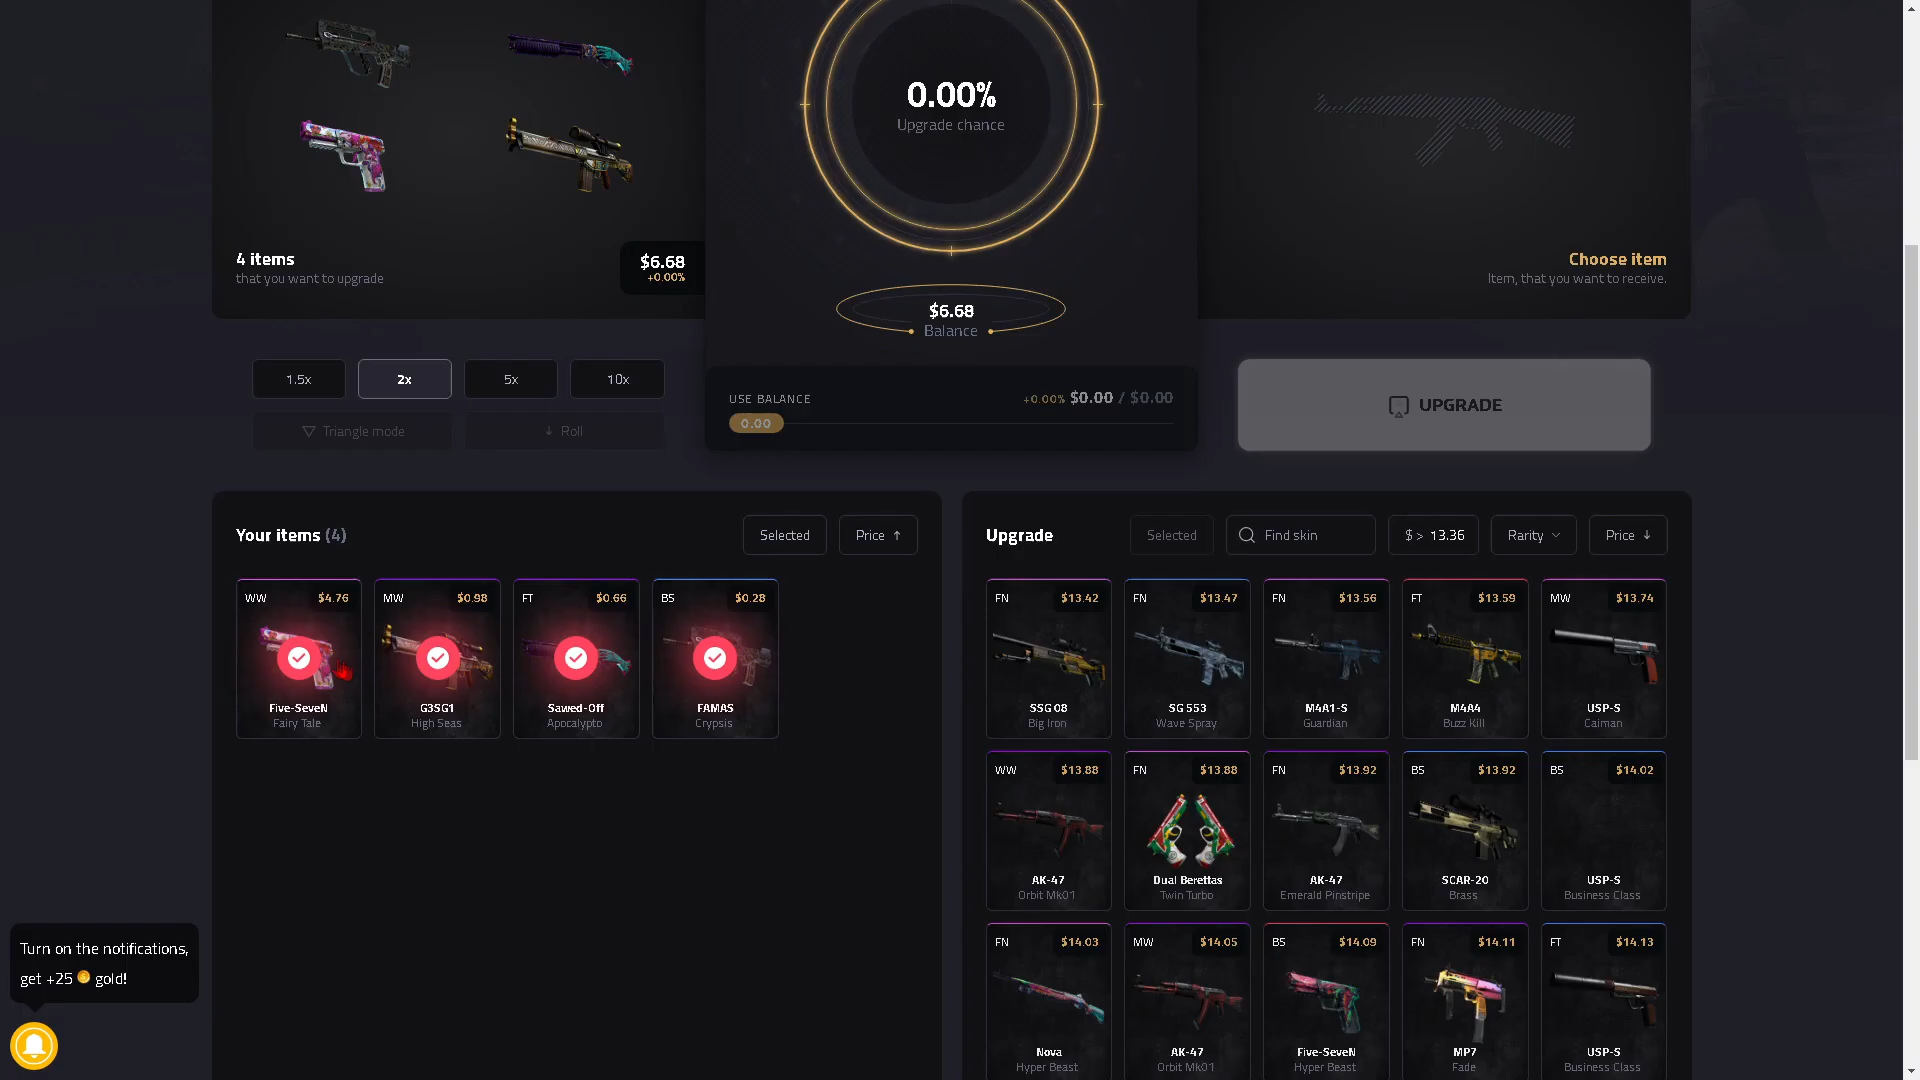 0.00%
Upgrade chance
4 items
that you want to upgrade
$6.68
+0.00%
Choose item
Item, that you want to receive.
$6.68
Balance
1.5x
2x
5x
10x
Triangle mode
Roll
USE BALANCE
+0.00% $0.00 / $0.00
0.00
UPGRADE
Your items (4)
Selected
Price
WW $4.76
Five-SeveN
Fairy Tale
MW $0.98
G3SG1
High Seas
FT $0.66
Sawed-Off
Apocalypto
BS $0.28
FAMAS
Crypsis
Upgrade
Selected
Find skin
$ > 13.36
Rarity
Price
FN $13.42
SSG 08
Big Iron
FN $13.47
SG 553
Wave Spray
FN $13.56
M4A1-S
Guardian
FT $13.59
M4A4
Buzz Kill
MW $13.74
USP-S
Caiman
WW $13.88
AK-47
Orbit Mk01
FN $13.88
Dual Berettas
Twin Turbo
FN $13.92
AK-47
Emerald Pinstripe
BS $13.92
SCAR-20
Brass
BS $14.02
USP-S
Business Class
FN $14.03
Nova
Hyper Beast
MW $14.05
AK-47
Orbit Mk01
BS $14.09
Five-SeveN
Hyper Beast
FN $14.11
MP7
Fade
FT $14.13
USP-S
Business Class
Turn on the notifications,
get +25 gold!